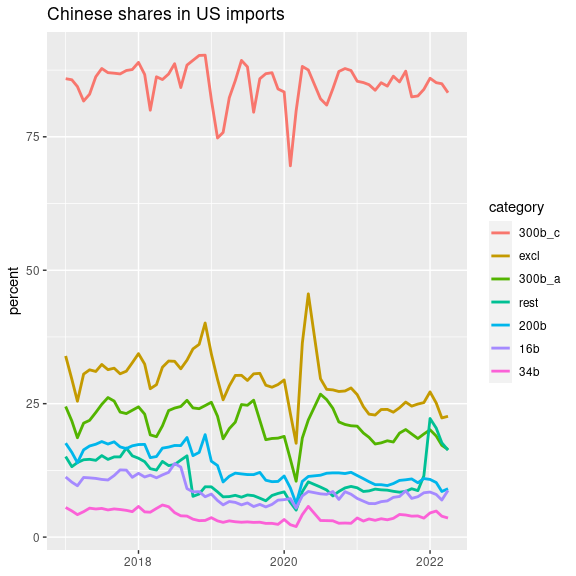 Chinese shares in US imports
percent
75
50
25
0
2018
2020
2022
category
300b_c
excl
300b_a
rest
200b
16b
34b